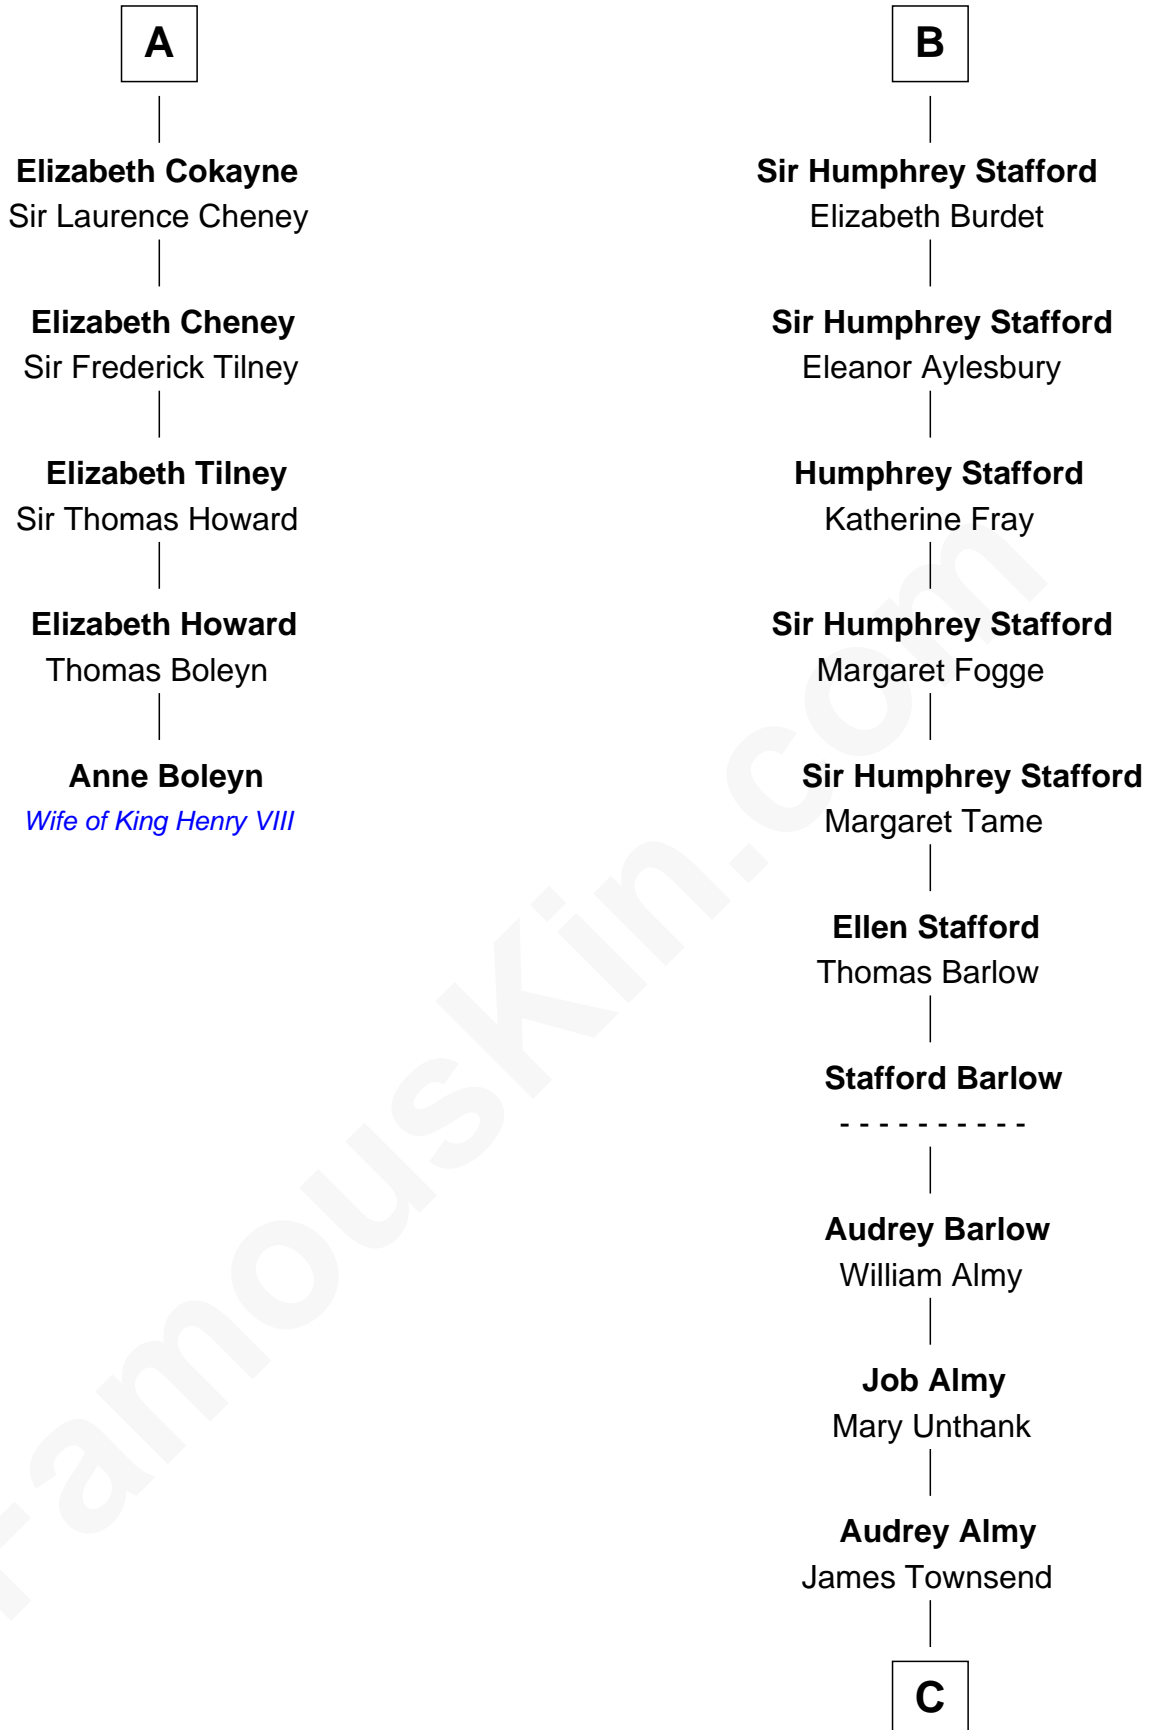 A
Elizabeth Cokayne
Sir Laurence Cheney
Elizabeth Cheney
Sir Frederick Tilney
Elizabeth Tilney
Sir Thomas Howard
Elizabeth Howard
Thomas Boleyn
Anne Boleyn
Wife of King Henry VIII
B
Sir Humphrey Stafford
Elizabeth Burdet
Sir Humphrey Stafford
Eleanor Aylesbury
Humphrey Stafford
Katherine Fray
Sir Humphrey Stafford
Margaret Fogge
Sir Humphrey Stafford
Margaret Tame
Ellen Stafford
Thomas Barlow
Stafford Barlow
- - - - - - - - - -
Audrey Barlow
William Almy
Job Almy
Mary Unthank
Audrey Almy
James Townsend
C
FamousKin.com